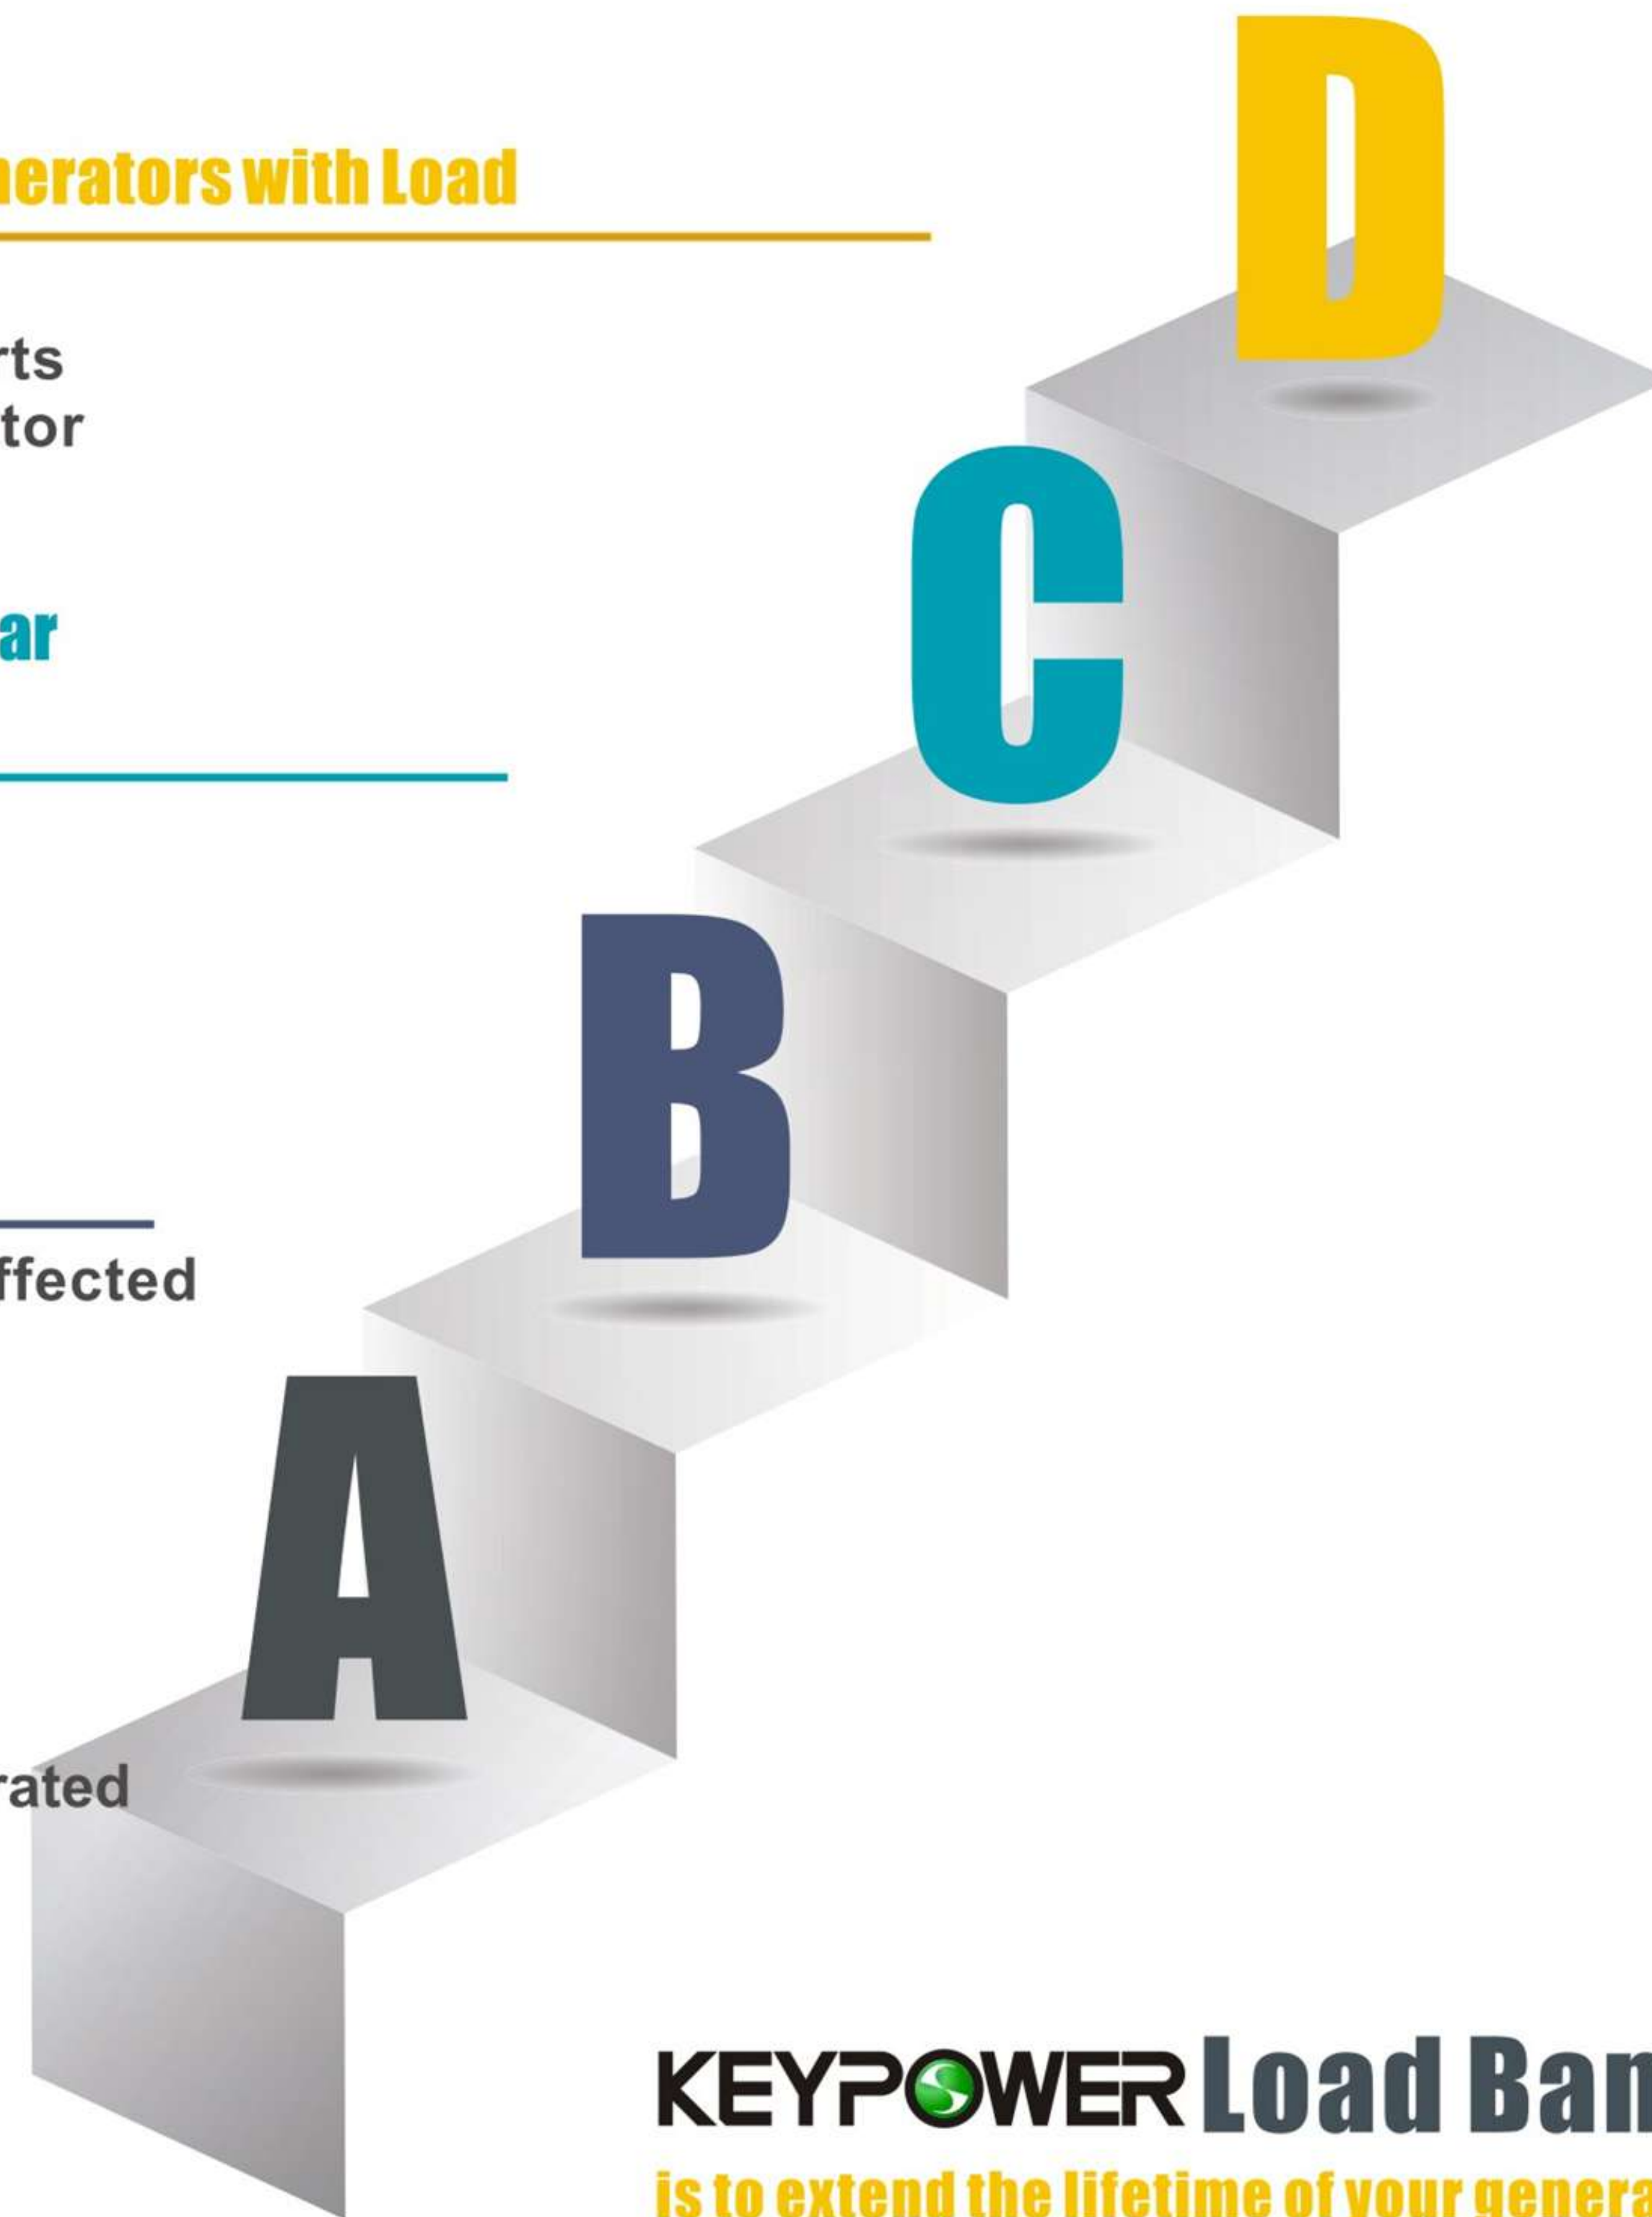 D
nerators with Load
rts
tor
C
ar
B
ffected
A
rated
KEYPOWER Load Ban
is to extend the lifetime of your genera